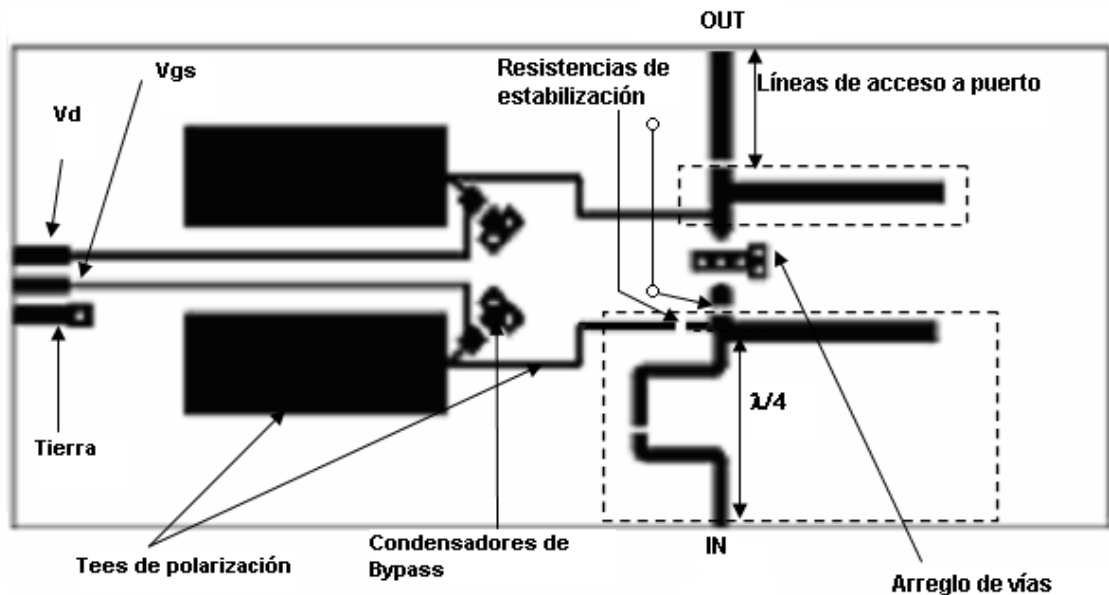 OUT
Vgs
Resistencias de
estabilización
Líneas de acceso a puerto
Vd
λ/4
Tierra
Tees de polarización
Condensadores de
Bypass
IN
Arreglo de vías